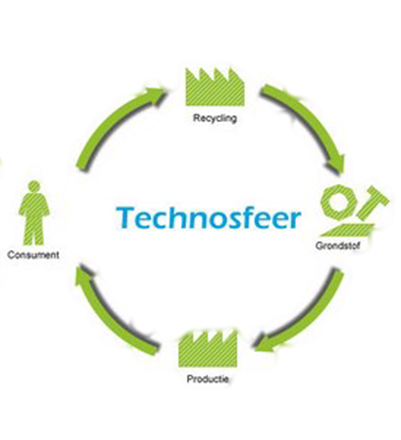 Recycling
Technosfeer
Grondstof
Consument
Productie